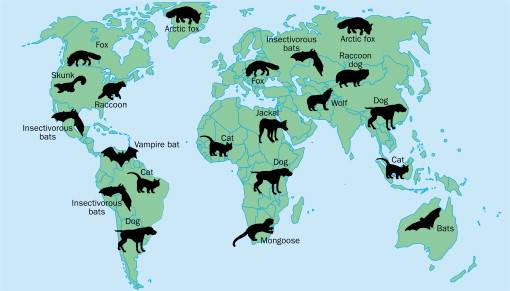 Arctic fox
Fox
Skunk
Raccoon
Insectivorous
bats
Vampire bat
Cat
Insectivorous
bats
Dog
Insectivorous
bats
Fox
Arctic fox
Raccoon
dog
Wolf
Dog
Jackal
Cat
Dog
Cat
Mongoose
Bats